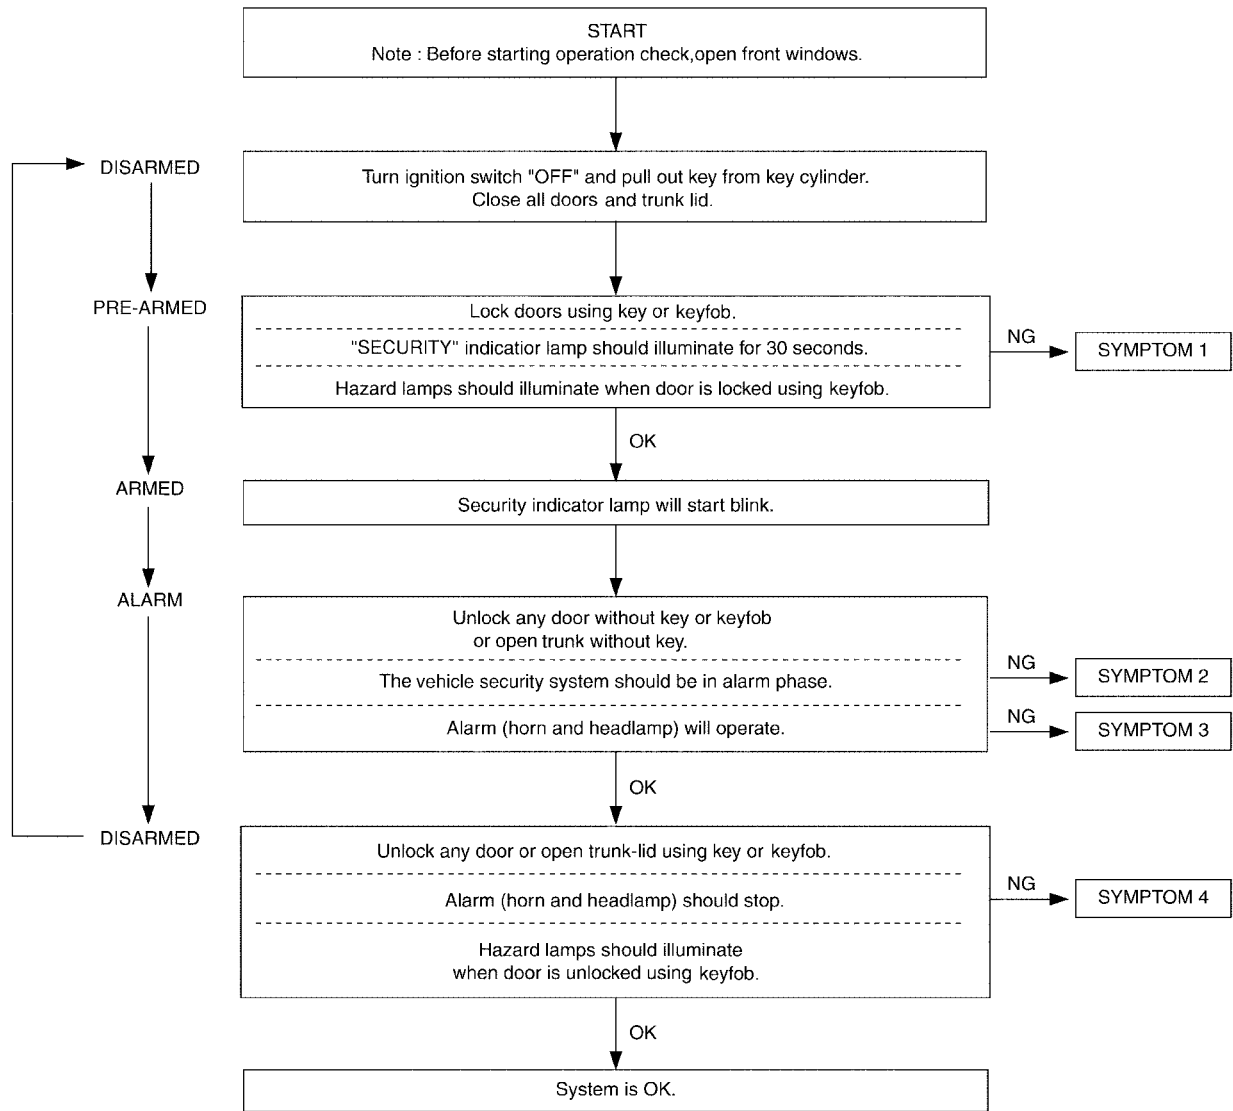 START
Note : Before starting operation check,open front windows.
DISARMED
Turn ignition switch "OFF" and pull out key from key cylinder.
Close all doors and trunk lid.
PRE-ARMED
Lock doors using key or keyfob.
"SECURITY" indicatior lamp should illuminate for 30 seconds.
Hazard lamps should illuminate when door is locked using keyfob.
NG
SYMPTOM 1
OK
ARMED
Security indicator lamp will start blink.
ALARM
Unlock any door without key or keyfob
or open trunk without key.
The vehicle security system should be in alarm phase.
NG
SYMPTOM 2
Alarm (horn and headlamp) will operate.
NG
SYMPTOM 3
OK
DISARMED
Unlock any door or open trunk-lid using key or keyfob.
Alarm (horn and headlamp) should stop.
NG
SYMPTOM 4
Hazard lamps should illuminate
when door is unlocked using keyfob.
OK
System is OK.